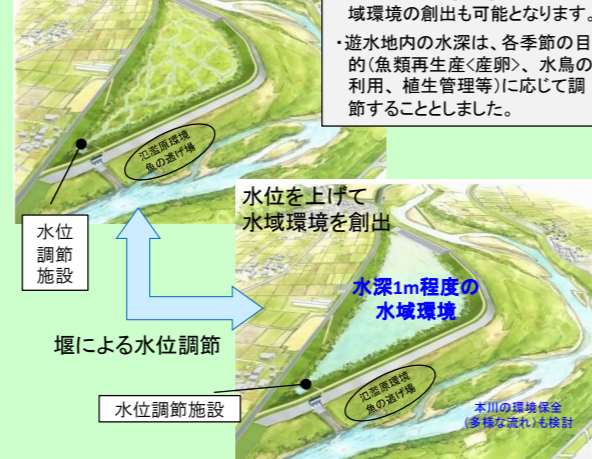 域環境の創出も可能となります。
・遊水地内の水深は、各季節の目
的(魚類再生産<産卵>、水鳥の
利用、植生管理等)に応じて調
節することとしました。
氾濫原環境
魚の逃げ場
水位
調節
施設
水位を上げて
水域環境を創出
水深1m程度の
水域環境
堰による水位調節
水位調節施設
氾濫原環境
魚の逃げ場
本川の環境保全
(多様な流れ)も検討